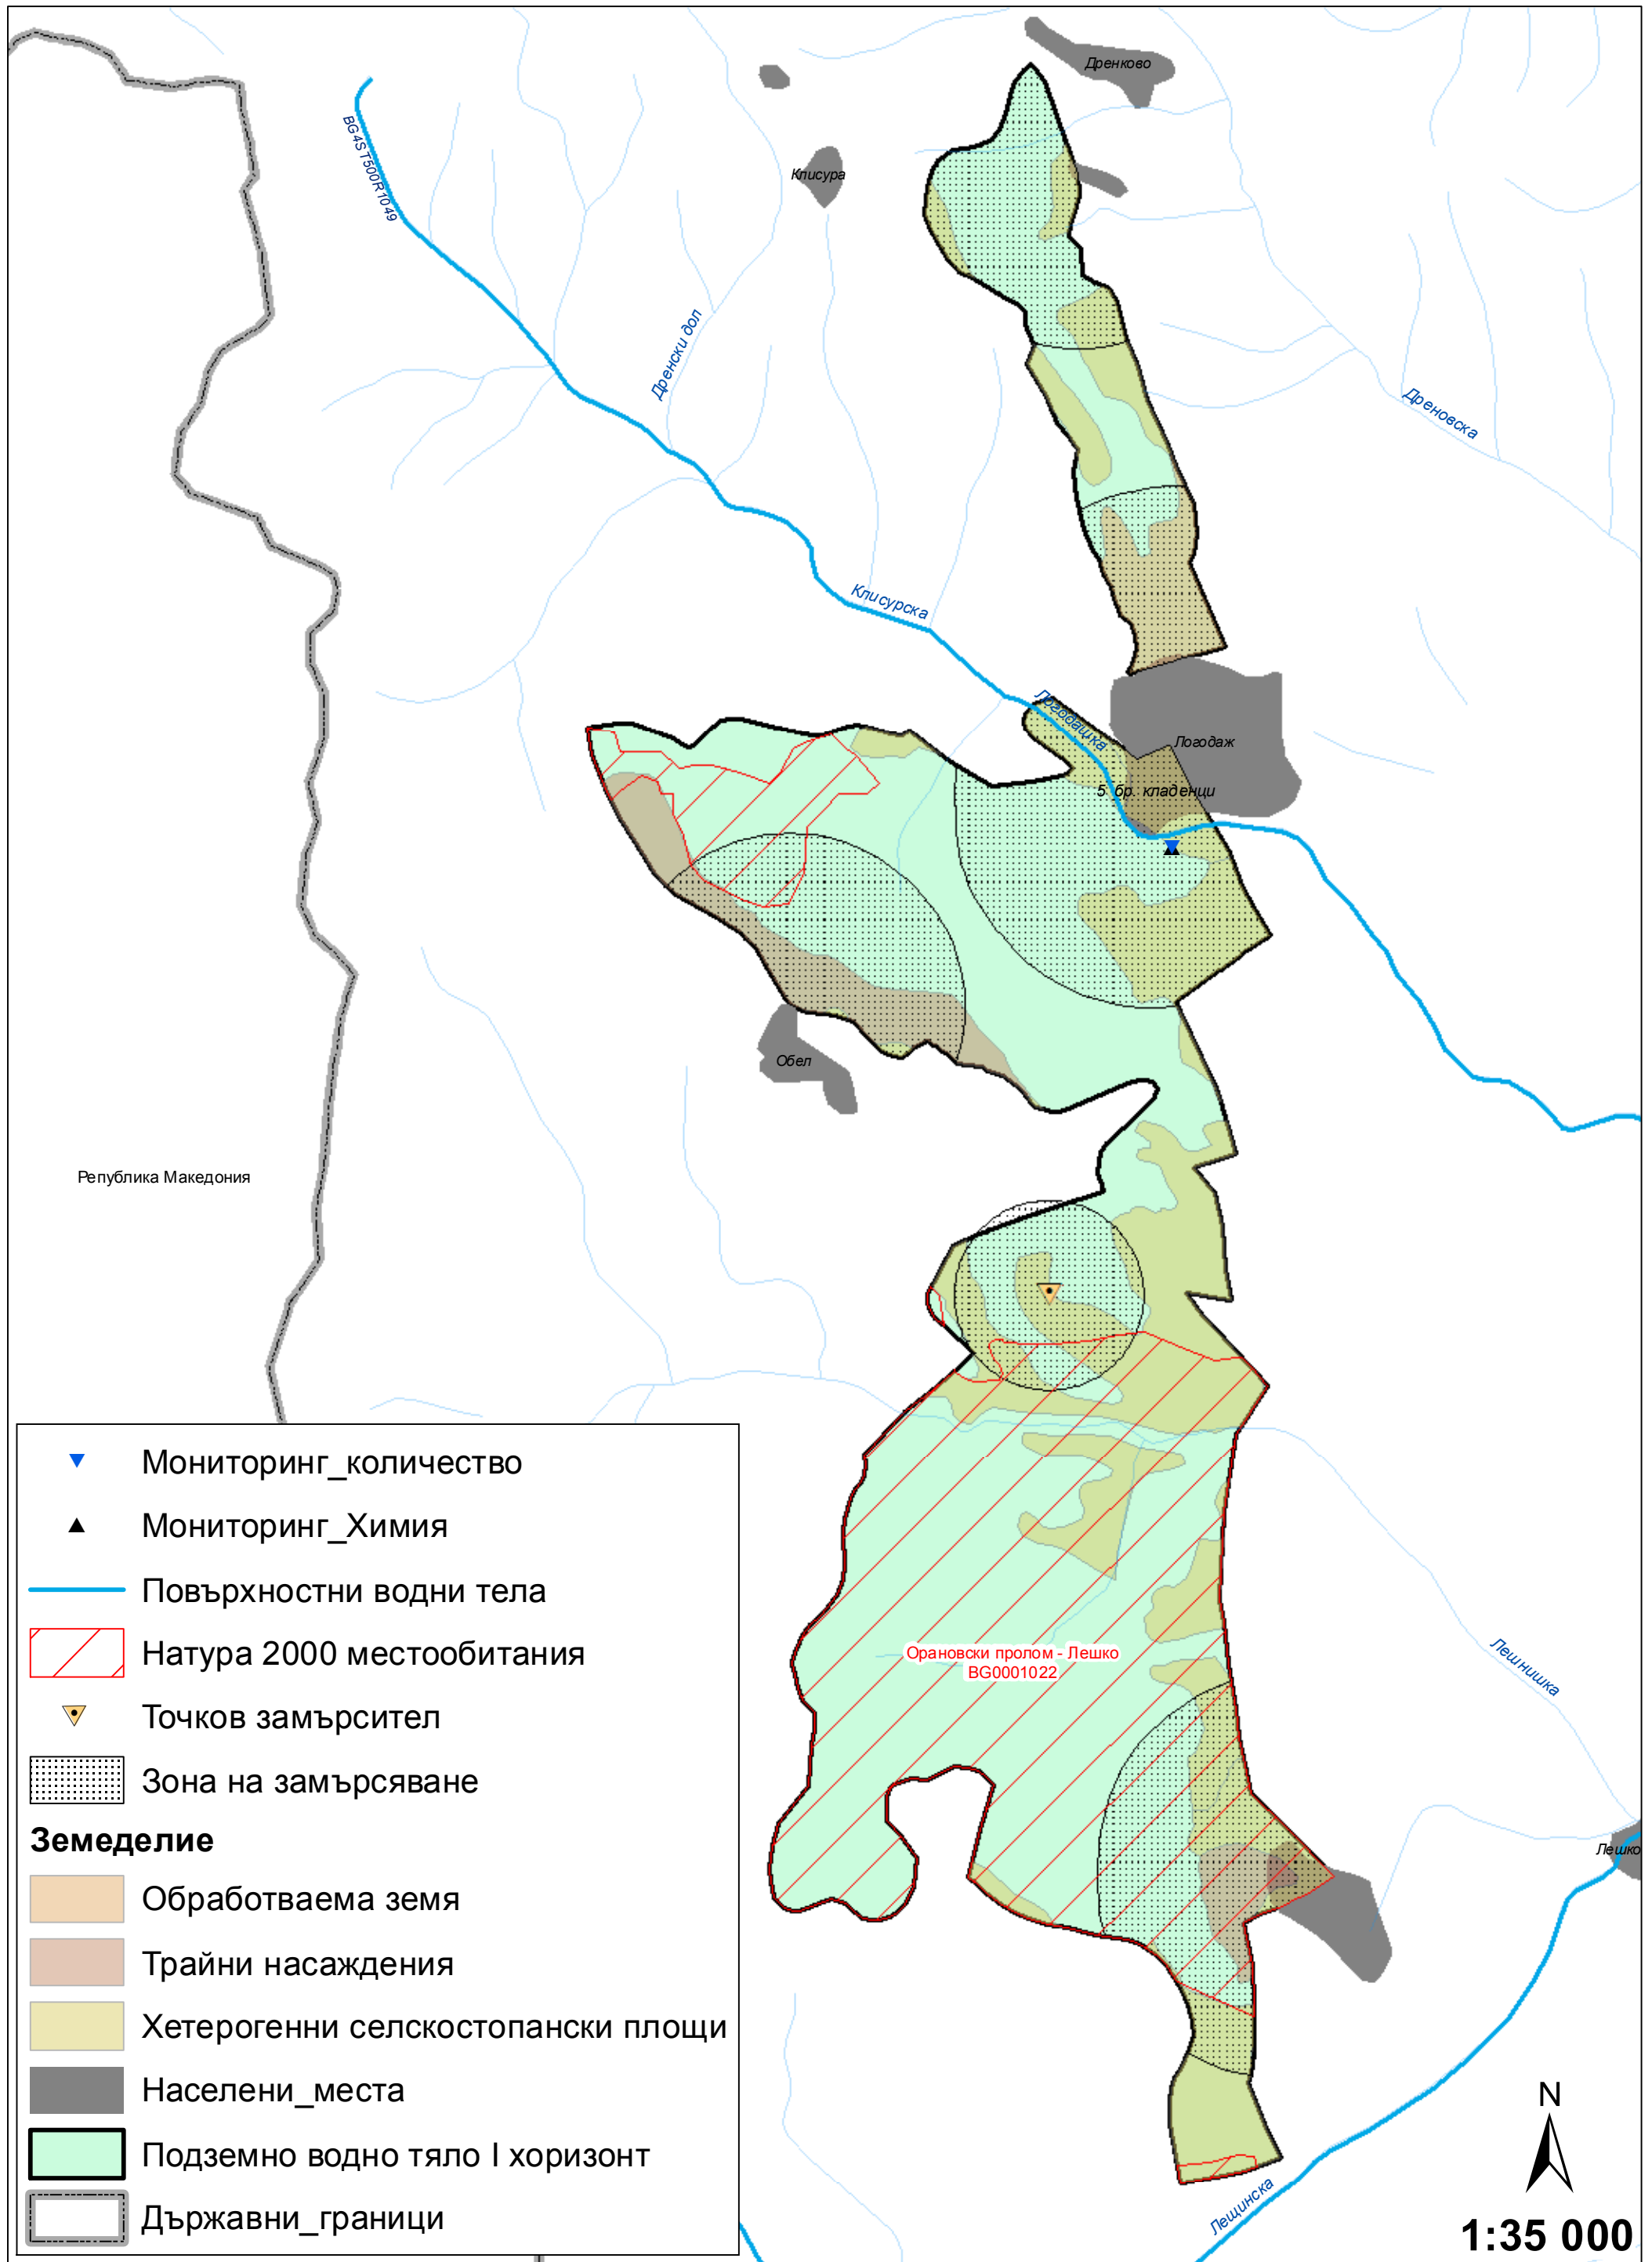 Дренково
Клисура
BG4ST500R1049
Дренски дол
Дреновска
Клисурска
Логодашка
Логодаж
5 бр. кладенци
Обел
Република Македония
Орановски пролом - Лешко
BG0001022
Лешнишка
Лешко
Лещинска
Мониторинг_количество
Мониторинг_Химия
Повърхностни водни тела
Натура 2000 местообитания
Точков замърсител
Зона на замърсяване
Земеделие
Обработваема земя
Трайни насаждения
Хетерогенни селскостопански площи
Населени_места
Подземно водно тяло I хоризонт
Държавни_граници
N
1:35 000